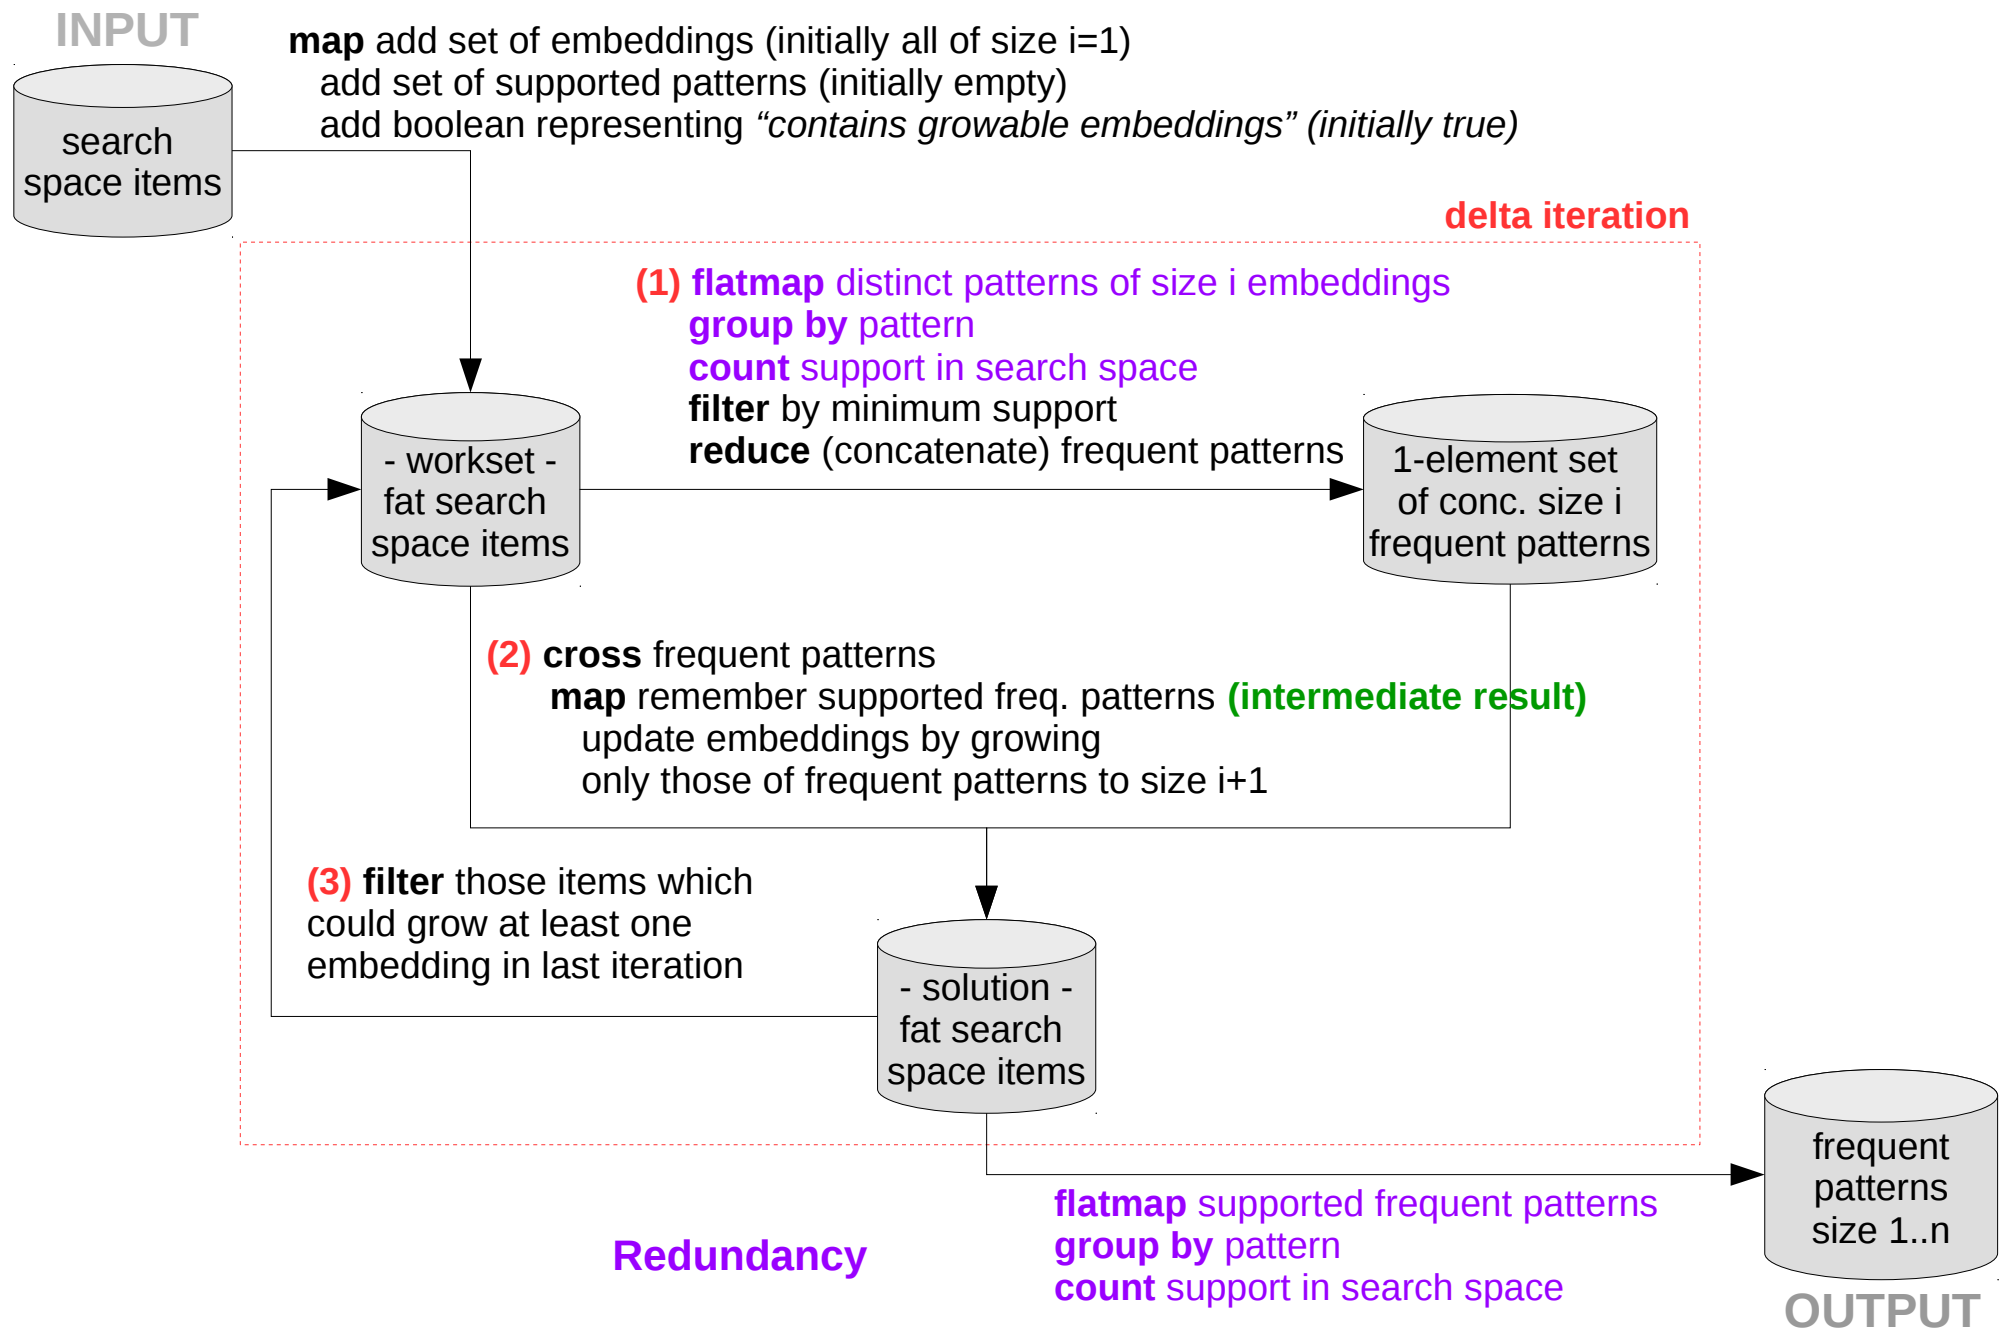 INPUT
search
space items
map add set of embeddings (initially all of size i=1)
add set of supported patterns (initially empty)
add boolean representing “contains growable embeddings” (initially true)
delta iteration
(1) flatmap distinct patterns of size i embeddings
group by pattern
count support in search space
filter by minimum support
reduce (concatenate) frequent patterns
- workset -
fat search
space items
1-element set
of conc. size i
frequent patterns
(2) cross frequent patterns
map remember supported freq. patterns (intermediate result)
update embeddings by growing
only those of frequent patterns to size i+1
(3) filter those items which
could grow at least one
embedding in last iteration
- solution -
fat search
space items
flatmap supported frequent patterns
group by pattern
count support in search space
Redundancy
frequent
patterns
size 1..n
OUTPUT